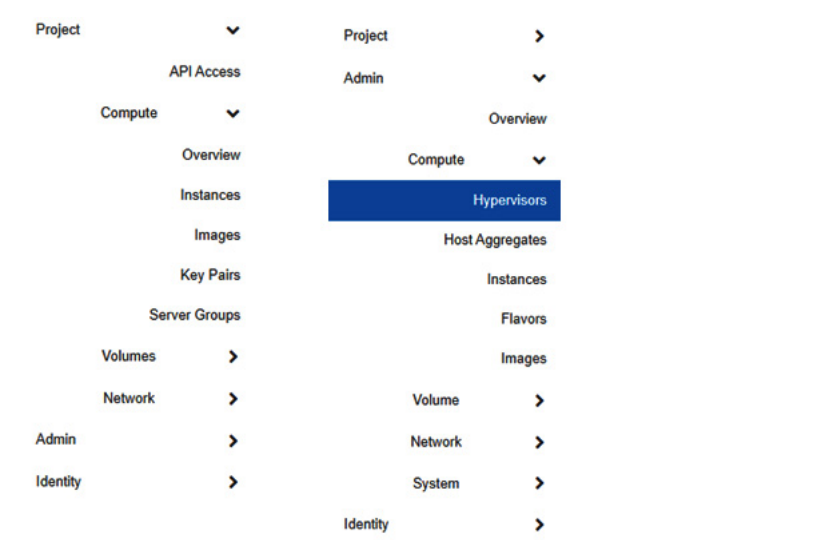 Project
API Access
Compute
Overview
Instances
Images
Key Pairs
Server Groups
Volumes
Network
Admin
Identity
Project
Admin
Overview
Compute
Hypervisors
Host Aggregates
Instances
Flavors
Images
Volume
Network
System
Identity